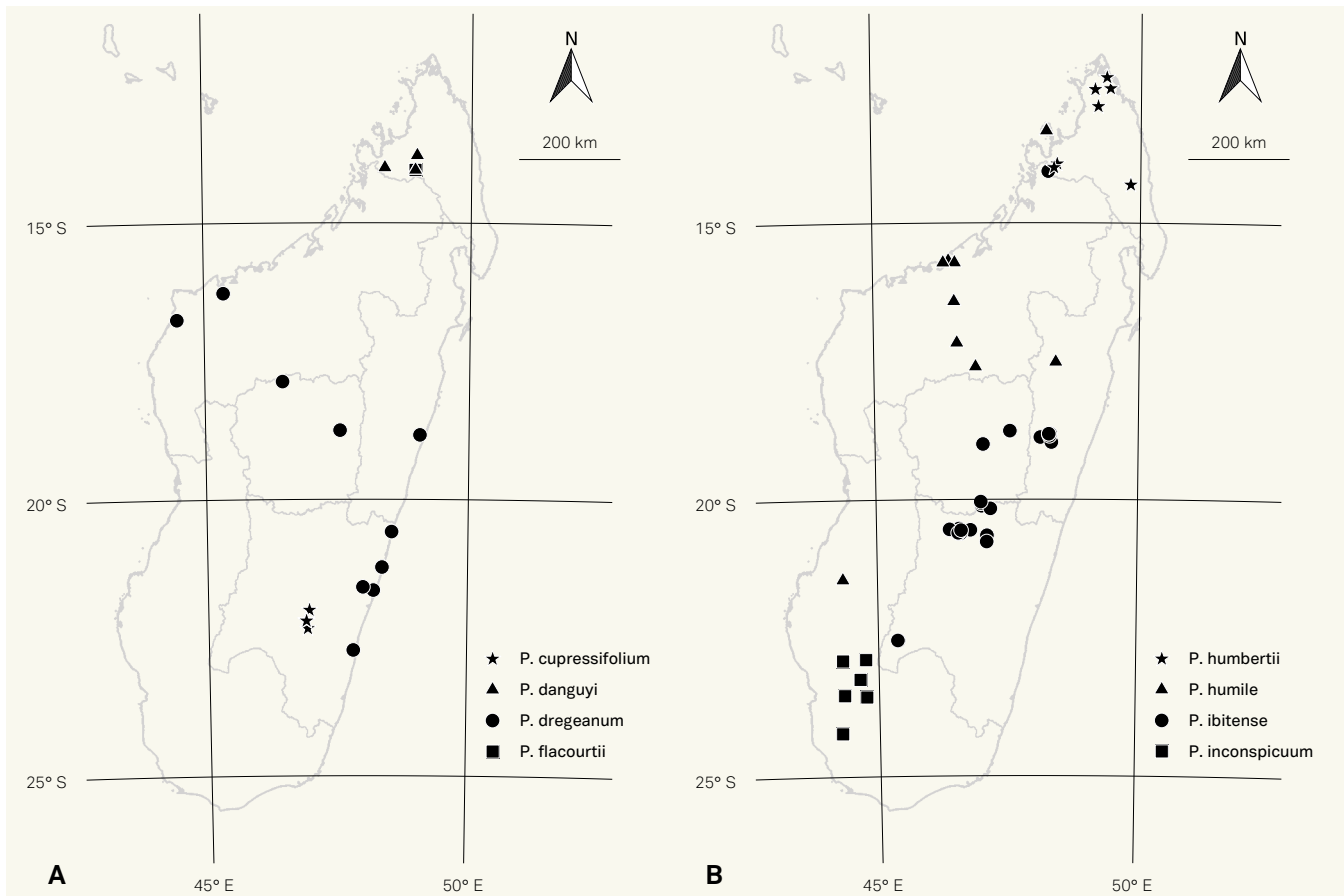 N
200 km
15° S
20° S
25° S
P. cupressifolium
P. danguyi
P. dregeanum
P. flacourtii
A
45° E
50° E
N
200 km
15° S
20° S
25° S
P. humbertii
P. humile
P. ibitense
P. inconspicuum
B
45° E
50° E